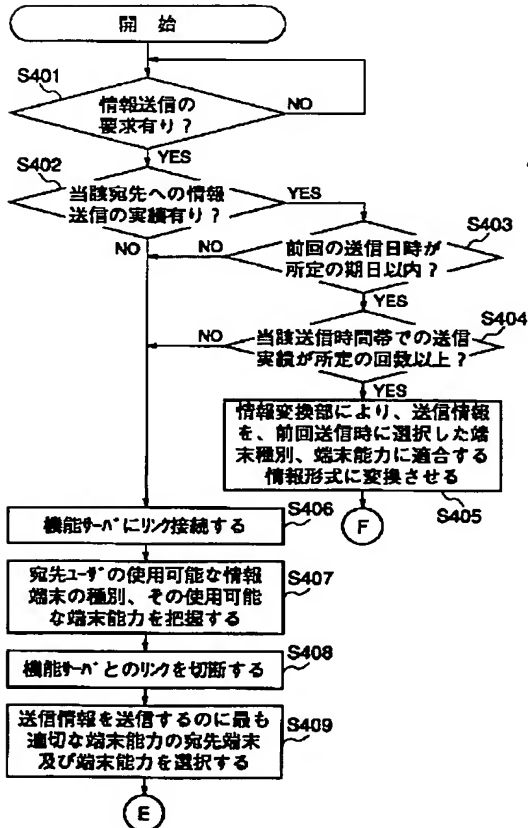 開 始
S401
情報送信の
要求有り？
NO
YES
S402
当該宛先への情報
送信の実績有り？
YES
NO
S403
前回の送信日時が
所定の期日以内？
NO
YES
S404
当該送信時間帯での送信
実績が所定の回数以上？
NO
YES
情報変換部により、送信情報
を、前回送信時に選択した端
末種別、端末能力に適合する
情報形式に変換させる
S405
F
機能サーバにリンク接続する
S406
宛先ユーザの使用可能な情報
端末の種別、その使用可能
な端末能力を把握する
S407
機能サーバとのリンクを切断する
S408
送信情報を送信するのに最も
適切な端末能力の宛先端末
及び端末能力を選択する
S409
E